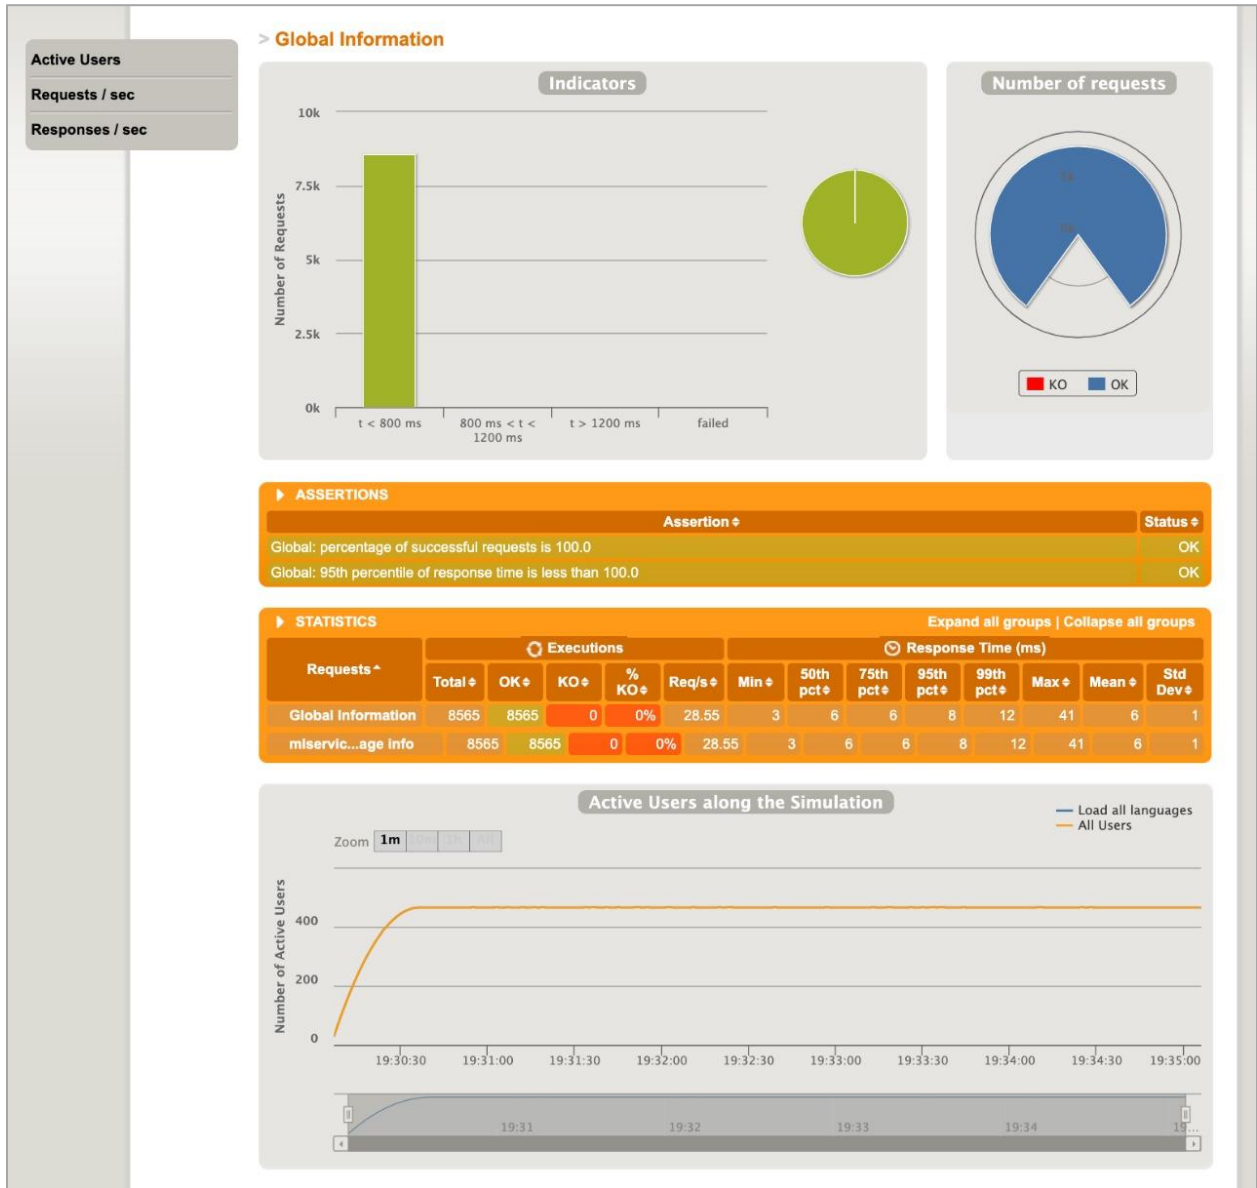 Active Users
Requests / sec
Responses / sec
> Global Information
Indicators
10k
7.5k
5k
2.5k
0k
Number of Requests
t < 800 ms
800 ms < t <
1200 ms
t > 1200 ms
failed
Number of requests
KO OK
ASSERTIONS
Assertion Status
Global: percentage of successful requests is 100.0 OK
Global: 95th percentile of response time is less than 100.0 OK
STATISTICS Expand all groups | Collapse all groups
Requests Executions Response Time (ms)
Total OK KO % KO Req/s Min 50th pct 75th pct 95th pct 99th pct Max Mean Std Dev
Global Information 8565 8565 0 0% 28.55 3 6 6 8 12 41 6 1
mlservic...age info 8565 8565 0 0% 28.55 3 6 6 8 12 41 6 1
Active Users along the Simulation
Load all languages
All Users
Zoom 1m 10m 1h All
Number of Active Users
400
200
0
19:30:30 19:31:00 19:31:30 19:32:00 19:32:30 19:33:00 19:33:30 19:34:00 19:34:30 19:35:00
19:31 19:32 19:33 19:34 19...